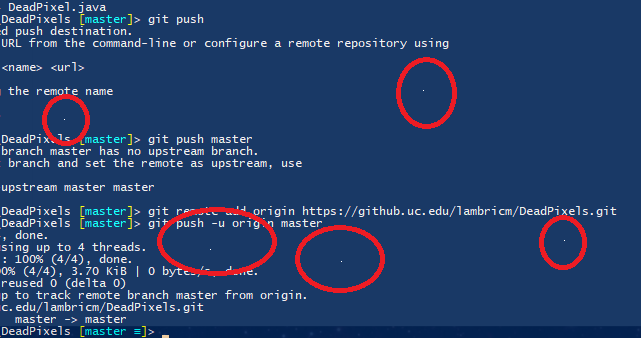 DeadPixel.java
DeadPixels [master]> git push
ed push destination.
URL from the command-line or configure a remote repository using
<name> <url>
the remote name
DeadPixels [master]> git push master
branch master has no upstream branch.
branch and set the remote as upstream, use
upstream master master
DeadPixels [master]> git remote add origin https://github.uc.edu/lambricm/DeadPixels.git
DeadPixels [master]> git push -u origin master
, done.
sing up to 4 threads.
: 100% (4/4), done.
00% (4/4), 3.70 KiB | 0 bytes/s, done.
reused 0 (delta 0)
up to track remote branch master from origin.
uc.edu/lambricm/DeadPixels.git
master -> master
DeadPixels [master ≡]>